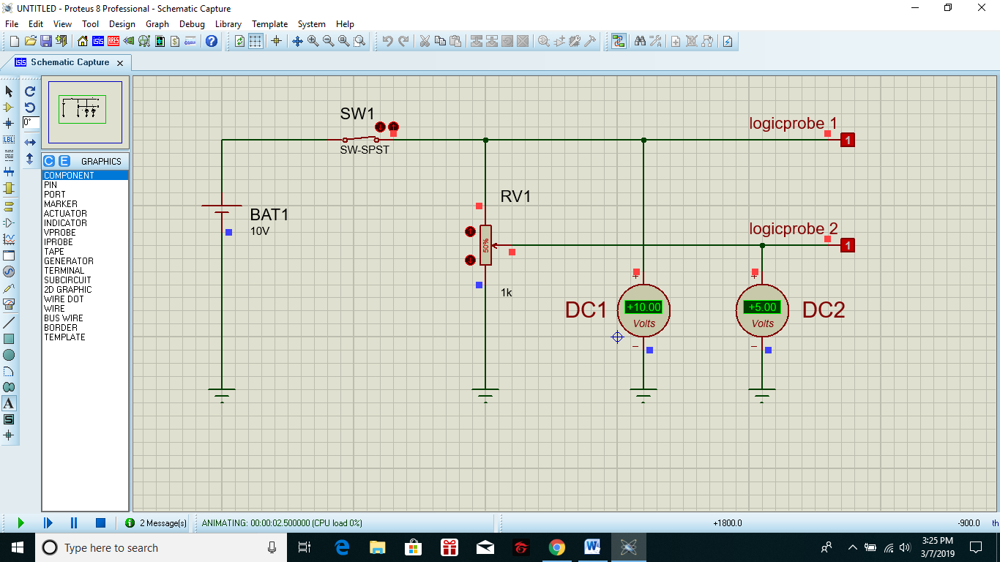 UNTITLED - Proteus 8 Professional - Schematic Capture
File Edit View Tool Design Graph Debug Library Template System Help
Schematic Capture
0°
LBL
C E GRAPHICS
COMPONENT
PIN
PORT
MARKER
ACTUATOR
INDICATOR
VPROBE
IPROBE
TAPE
GENERATOR
TERMINAL
SUBCIRCUIT
2D GRAPHIC
WIRE DOT
WIRE
BUS WIRE
BORDER
TEMPLATE
A
S
SW1
SW-SPST
BAT1
10V
RV1
50%
1k
logicprobe 1
1
logicprobe 2
1
DC1
+
+10.00
Volts
−
DC2
+
+5.00
Volts
−
2 Message(s)
ANIMATING: 00:00:02.500000 (CPU load 0%)
+1800.0
-900.0
th
Type here to search
3:25 PM
3/7/2019